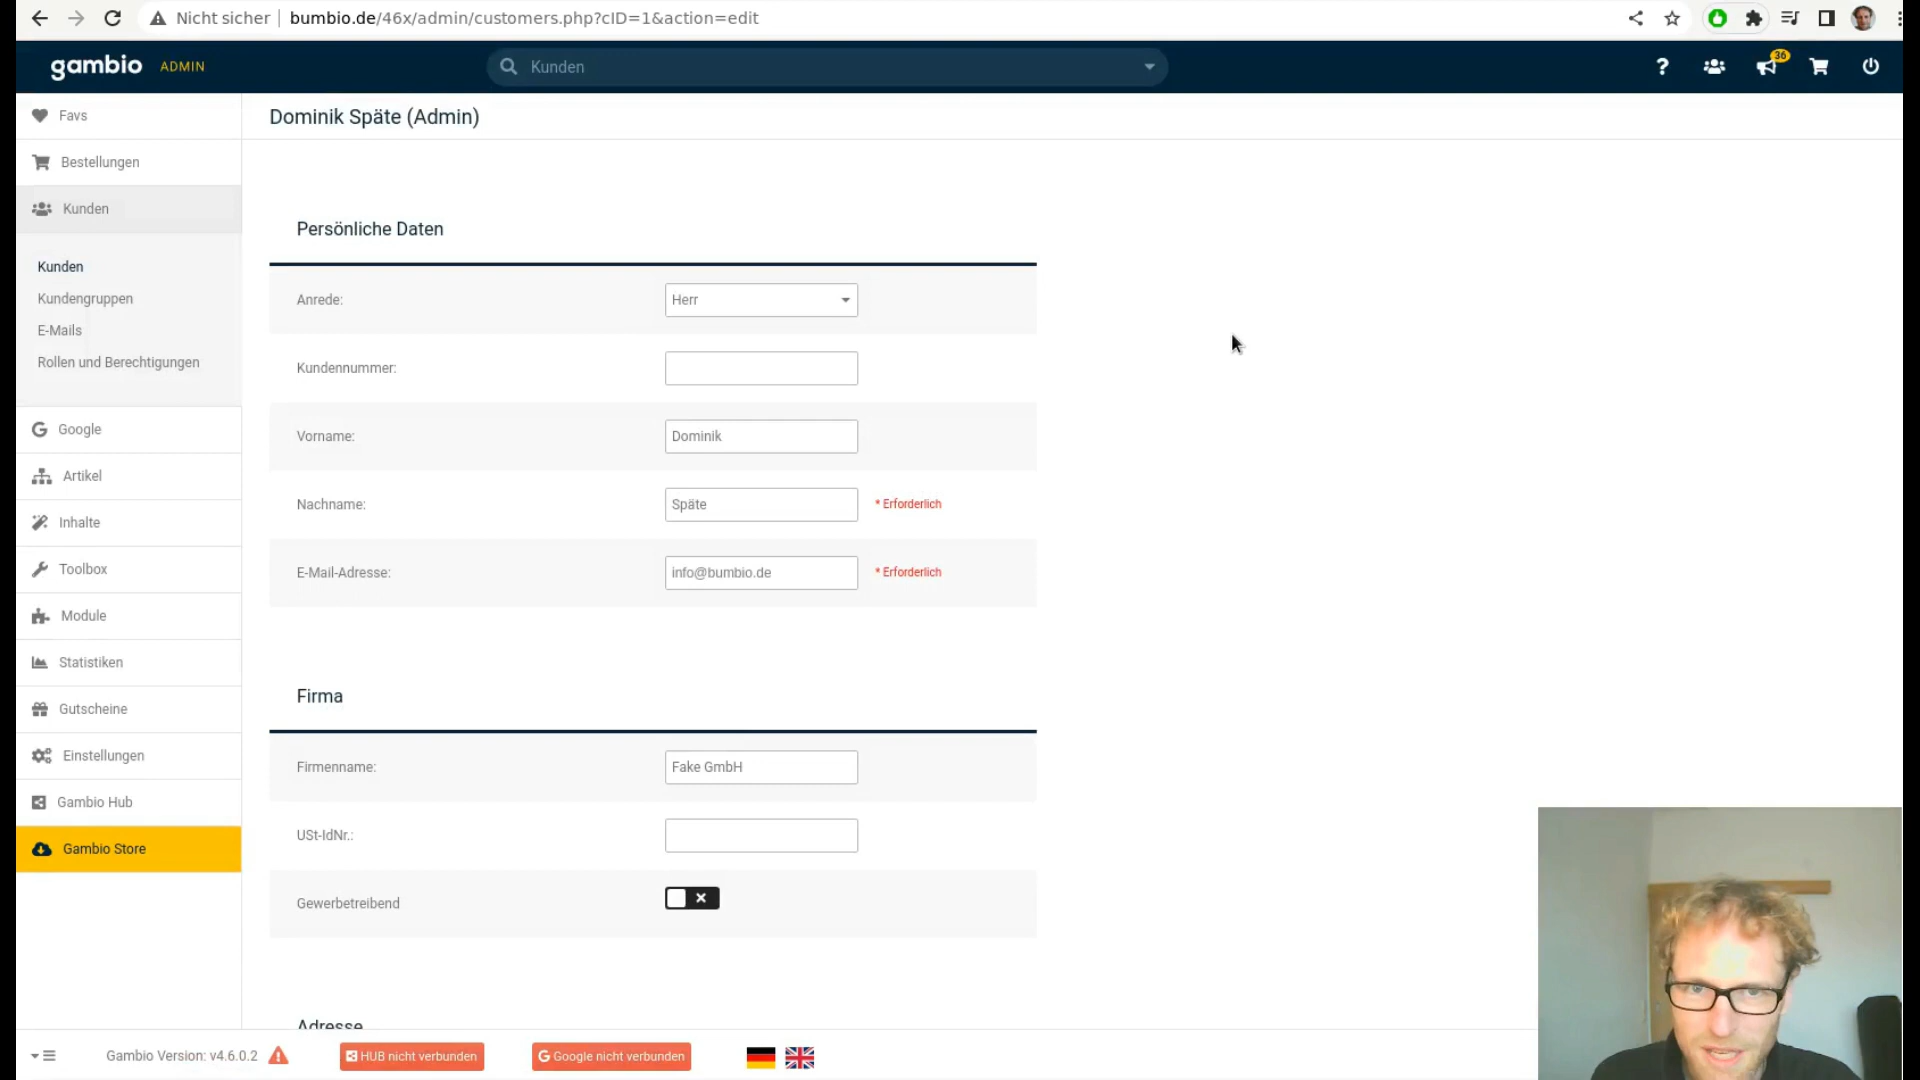 Nicht sicher | bumbio.de/46x/admin/customers.php?cID=1&action=edit
gambio ADMIN
Kunden
?
36
Favs
Bestellungen
Kunden
Kunden
Kundengruppen
E-Mails
Rollen und Berechtigungen
Google
Artikel
Inhalte
Toolbox
Module
Statistiken
Gutscheine
Einstellungen
Gambio Hub
Gambio Store
Dominik Späte (Admin)
Persönliche Daten
Anrede: Herr
Kundennummer:
Vorname: Dominik
Nachname: Späte * Erforderlich
E-Mail-Adresse: info@bumbio.de * Erforderlich
Firma
Firmenname: Fake GmbH
USt-IdNr.:
Gewerbetreibend
Adresse
Gambio Version: v4.6.0.2
HUB nicht verbunden
Google nicht verbunden